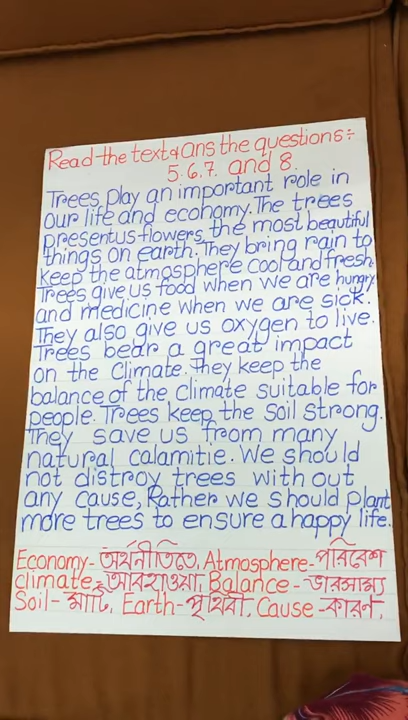 Read the text & ans the questions ÷
5. 6. 7. and 8.
Trees play an important role in
our life and economy. The trees
present us flowers, the most beautiful
things on earth. They bring rain to
keep the atmosphere cool and fresh.
Trees give us food when we are hungry
and medicine when we are sick.
They also give us oxygen to live.
Trees bear a great impact
on the Climate. They keep the
balance of the Climate suitable for
people. Trees keep the Soil strong.
They save us from many
natural calamitie. We should
not distroy trees with out
any cause, Rather we should plant
more trees to ensure a happy life.
Economy - অর্থনীতিতে, Atmosphere - পরিবেশ
climate - আবহাওয়া, Balance - ভারসাম্য
Soil - মাটি, Earth - পৃথিবী, Cause - কারণ,